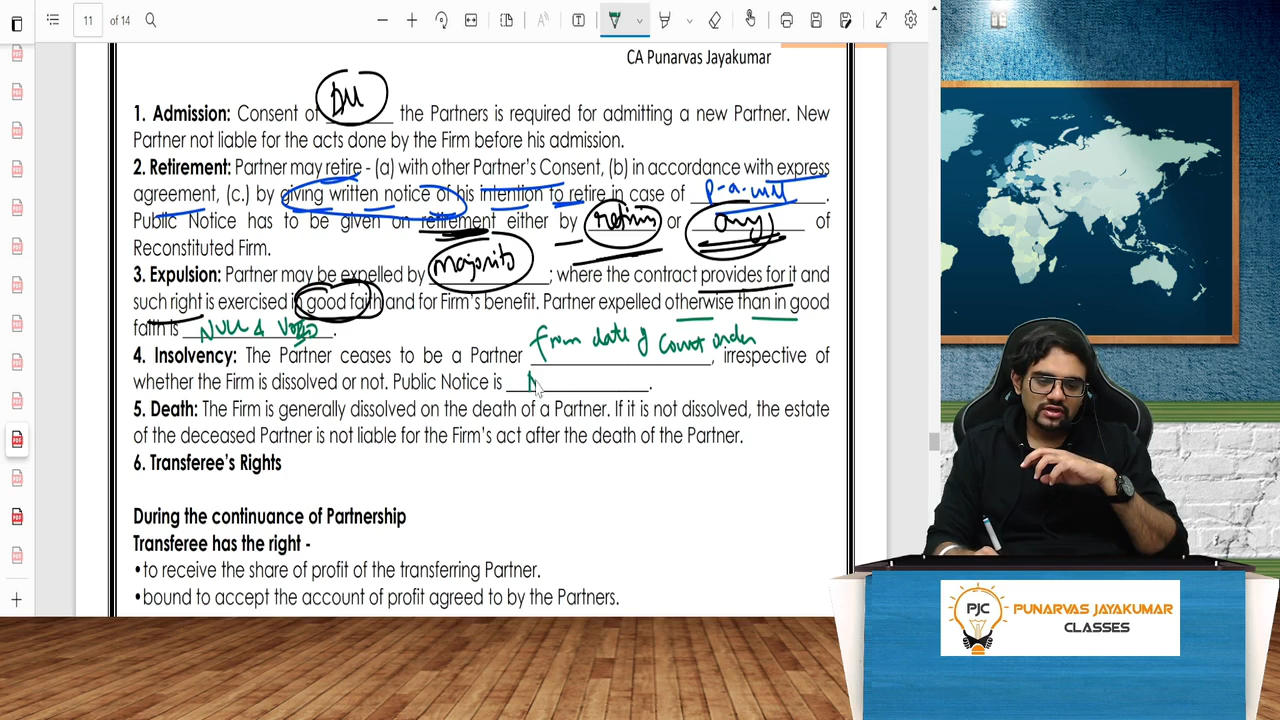 11 of 14
CA Punarvas Jayakumar
1. Admission: Consent of All the Partners is required for admitting a new Partner. New
Partner not liable for the acts done by the Firm before his admission.
2. Retirement: Partner may retire - (a) with other Partner's consent, (b) in accordance with express
agreement, (c.) by giving written notice of his intention to retire in case of P-a-will.
Public Notice has to be given on retirement either by retiring or any of
Reconstituted Firm.
3. Expulsion: Partner may be expelled by majority where the contract provides for it and
such right is exercised in good faith and for Firm's benefit. Partner expelled otherwise than in good
faith is NULL & VOID.
4. Insolvency: The Partner ceases to be a Partner from date of Court order, irrespective of
whether the Firm is dissolved or not. Public Notice is N.
5. Death: The Firm is generally dissolved on the death of a Partner. If it is not dissolved, the estate
of the deceased Partner is not liable for the Firm's act after the death of the Partner.
6. Transferee's Rights
During the continuance of Partnership
Transferee has the right -
•to receive the share of profit of the transferring Partner.
•bound to accept the account of profit agreed to by the Partners.
PJC
PUNARVAS JAYAKUMAR
CLASSES